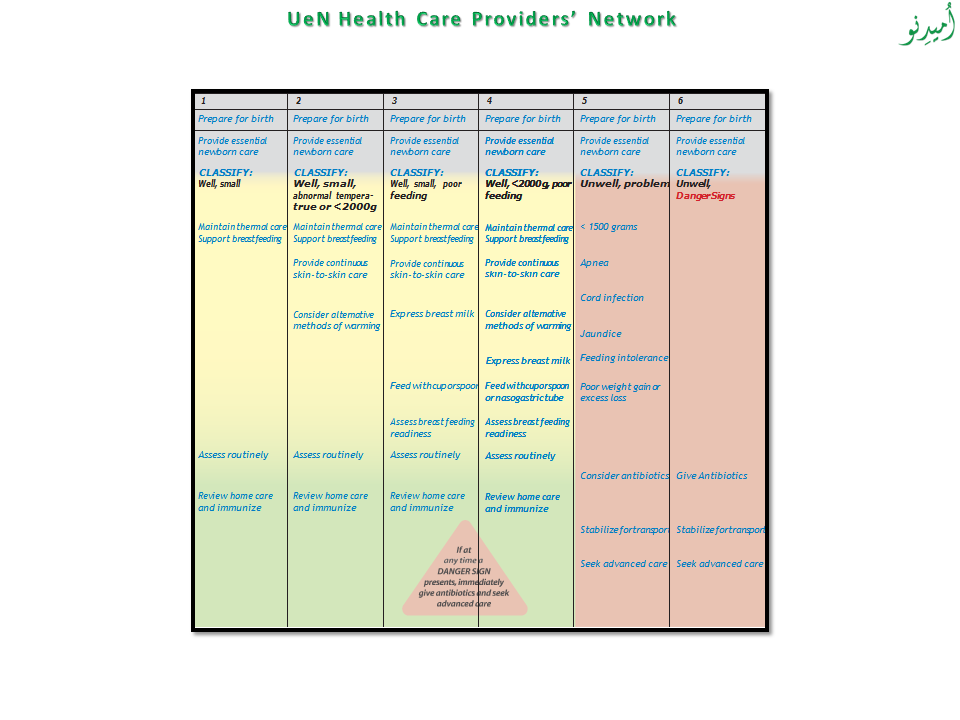 UeN Health Care Providers' Network
اُمیدِنو
1 2 3 4 5 6
Prepare for birth Prepare for birth Prepare for birth Prepare for birth Prepare for birth Prepare for birth
Provide essential Provide essential Provide essential Provide essential Provide essential Provide essential
newborn care newborn care newborn care newborn care newborn care newborn care
CLASSIFY: CLASSIFY: CLASSIFY: CLASSIFY: CLASSIFY: CLASSIFY:
Well, small Well, small, Well, small, poor Well, <2000g, poor Unwell, problem Unwell,
abnormal tempera- feeding feeding Danger Signs
true or <2000g
Maintain thermal care Maintain thermal care Maintain thermal care Maintain thermal care < 1500 grams
Support breastfeeding Support breastfeeding Support breastfeeding Support breastfeeding
Provide continuous Provide continuous Provide continuous Apnea
skin-to-skin care skin-to-skin care skin-to-skin care
Cord infection
Consider alternative Express breast milk Consider alternative
methods of warming methods of warming
Jaundice
Express breast milk Feeding intolerance
Feed with cup or spoon Feed with cup or spoon Poor weight gain or
or nasogastric tube excess loss
Assess breast feeding Assess breast feeding
readiness readiness
Assess routinely Assess routinely Assess routinely Assess routinely
Consider antibiotics Give Antibiotics
Review home care Review home care Review home care Review home care
and immunize and immunize and immunize and immunize
Stabilize for transport Stabilize for transport
If at
any time a
Seek advanced care Seek advanced care
DANGER SIGN
presents, immediately
give antibiotics and seek
advanced care